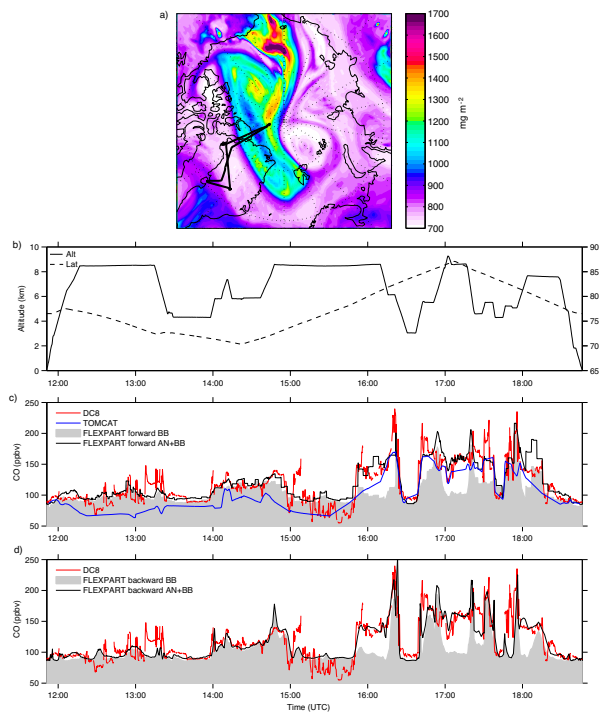 a)
1700
1600
1500
1400
1300
1200
1100
1000
900
800
700
mg m⁻²
b)
10
8
6
4
2
0
Altitude (km)
Alt
Lat
90
85
80
75
70
65
12:00 13:00 14:00 15:00 16:00 17:00 18:00
c)
250
200
150
100
50
CO (ppbv)
DC8
TOMCAT
FLEXPART forward BB
FLEXPART forward AN+BB
12:00 13:00 14:00 15:00 16:00 17:00 18:00
d)
250
200
150
100
50
CO (ppbv)
DC8
FLEXPART backward BB
FLEXPART backward AN+BB
12:00 13:00 14:00 15:00 16:00 17:00 18:00
Time (UTC)